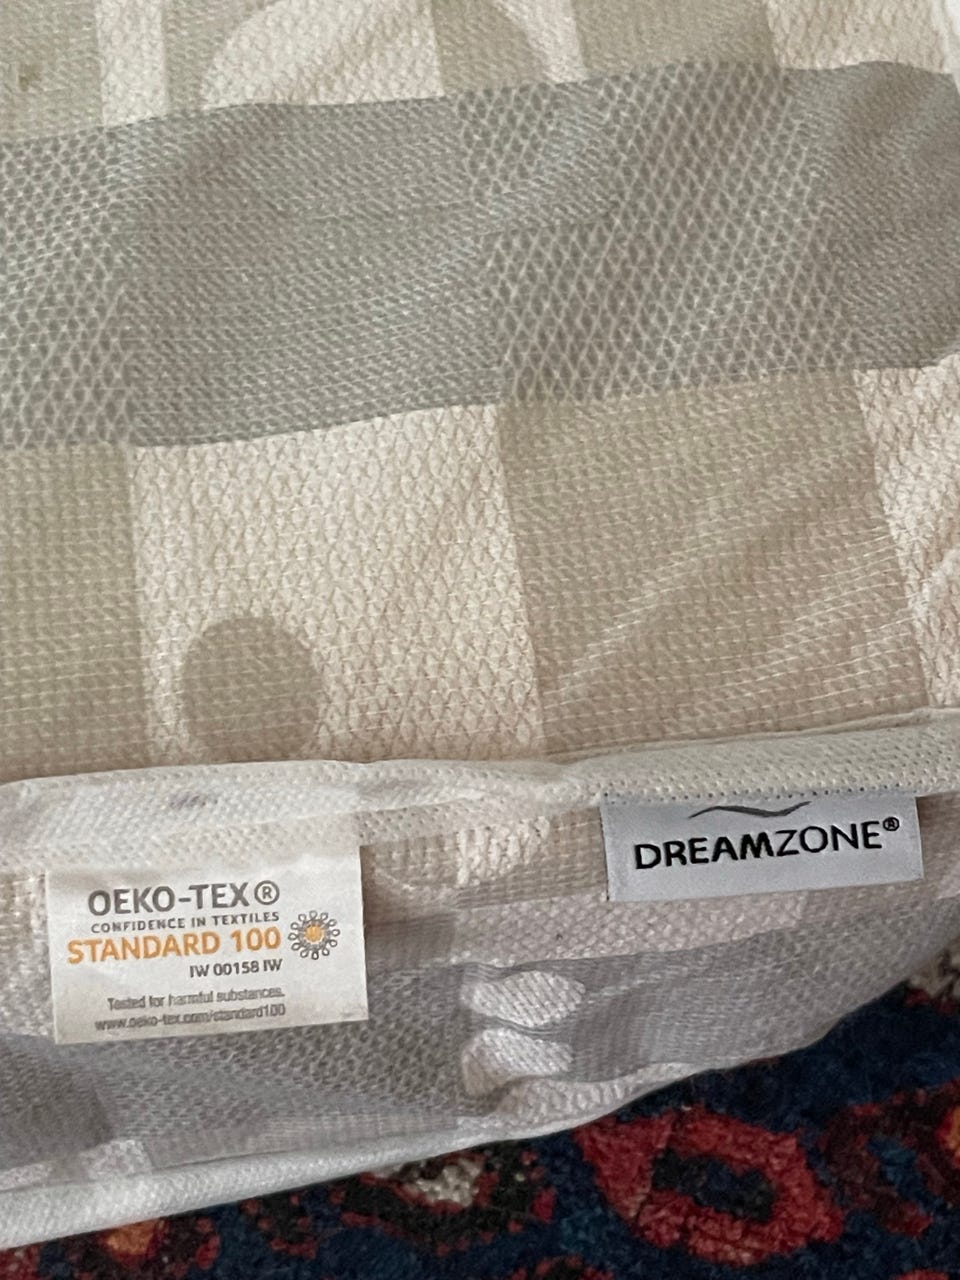 OEKO-TEX®
CONFIDENCE IN TEXTILES
STANDARD 100
IW 00158 IW
Tested for harmful substances.
www.oeko-tex.com/standard100
DREAMZONE®